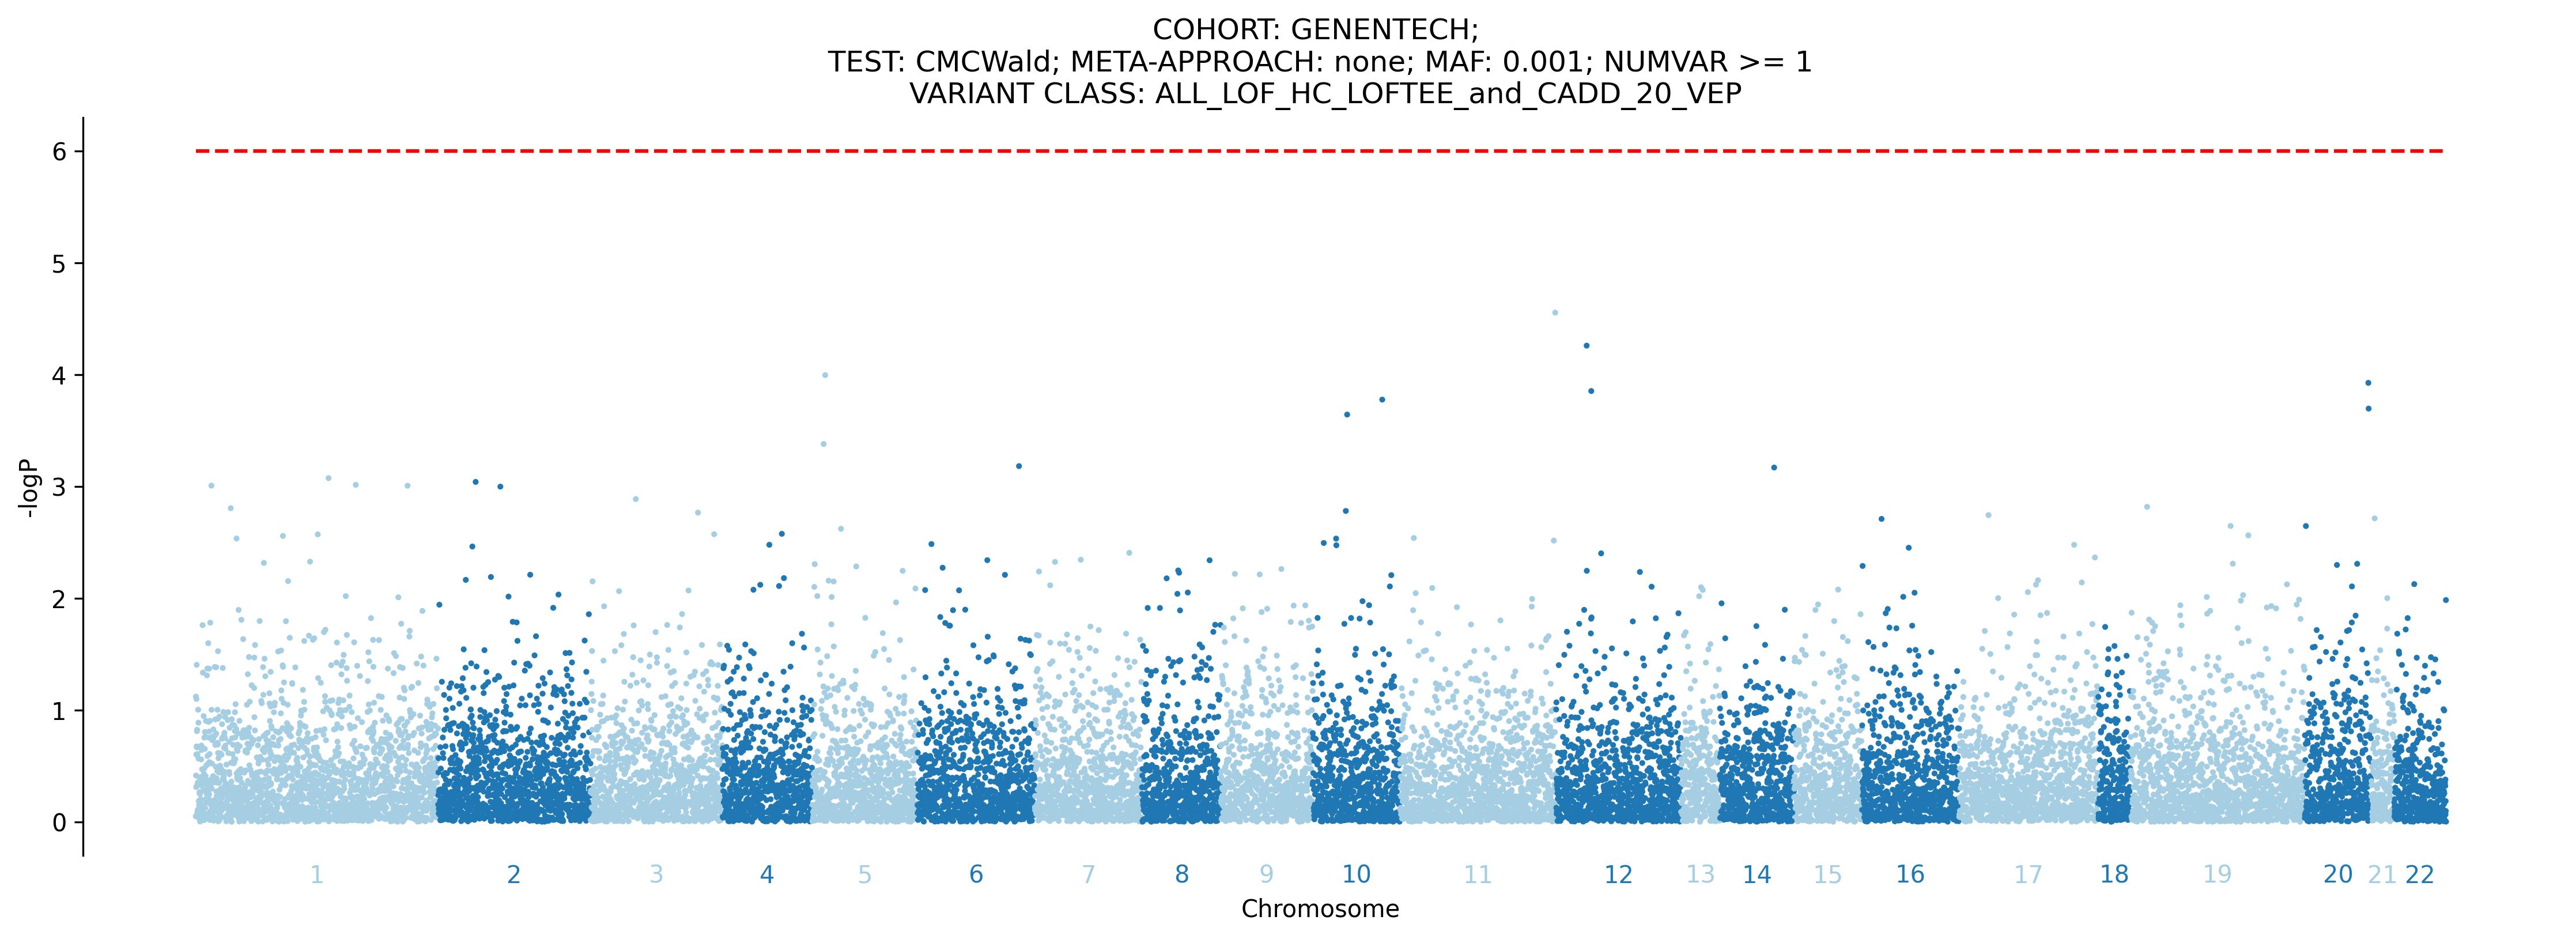 COHORT: GENENTECH;
TEST: CMCWald; META-APPROACH: none; MAF: 0.001; NUMVAR >= 1
VARIANT CLASS: ALL_LOF_HC_LOFTEE_and_CADD_20_VEP
6
5
4
3
2
1
0
-logP
1 2 3 4 5 6 7 8 9 10 11 12 13 14 15 16 17 18 19 20 21 22
Chromosome